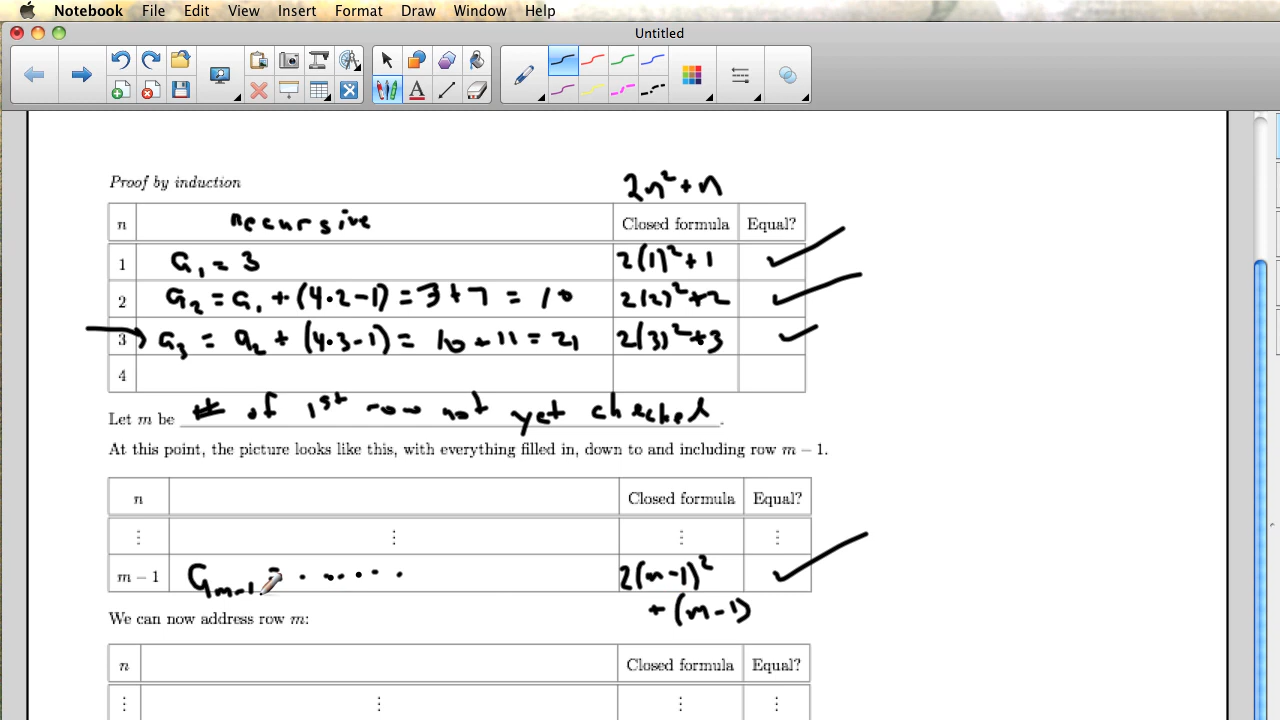 Notebook File Edit View Insert Format Draw Window Help
Untitled
Proof by induction
2n² + n
n recursive Closed formula Equal?
1 a₁ = 3 2(1)² + 1 ✓
2 a₂ = a₁ + (4·2-1) = 3 + 7 = 10 2(2)² + 2 ✓
→ 3 a₃ = a₂ + (4·3-1) = 10 + 11 = 21 2(3)² + 3 ✓
4
Let m be # of 1st row not yet checked.
At this point, the picture looks like this, with everything filled in, down to and including row m − 1.
n Closed formula Equal?
⋮ ⋮ ⋮ ⋮
m − 1 aₘ₋₁ = ...... 2(m-1)² ✓
+ (m-1)
We can now address row m:
n Closed formula Equal?
⋮ ⋮ ⋮ ⋮